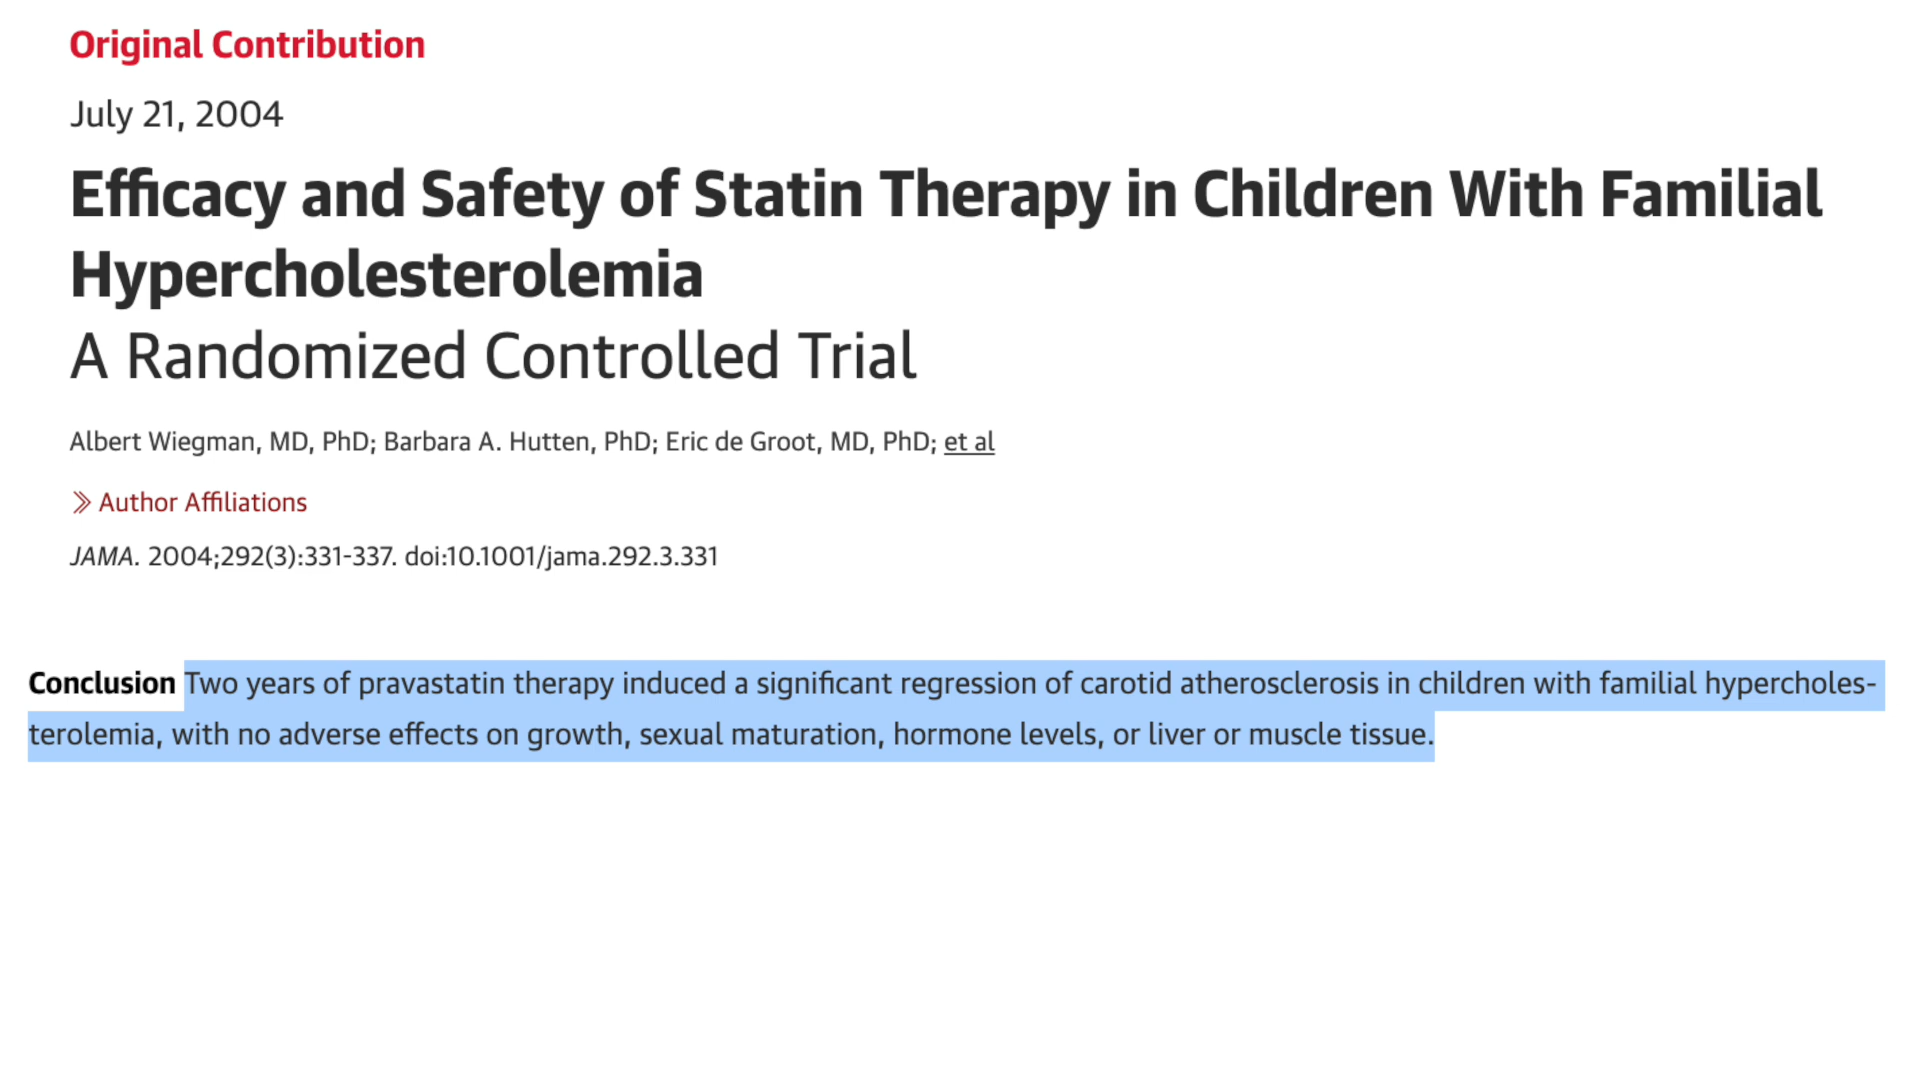 Original Contribution
July 21, 2004
Efficacy and Safety of Statin Therapy in Children With Familial
Hypercholesterolemia
A Randomized Controlled Trial
Albert Wiegman, MD, PhD; Barbara A. Hutten, PhD; Eric de Groot, MD, PhD; et al
» Author Affiliations
JAMA. 2004;292(3):331-337. doi:10.1001/jama.292.3.331
Conclusion Two years of pravastatin therapy induced a significant regression of carotid atherosclerosis in children with familial hypercholes-
terolemia, with no adverse effects on growth, sexual maturation, hormone levels, or liver or muscle tissue.